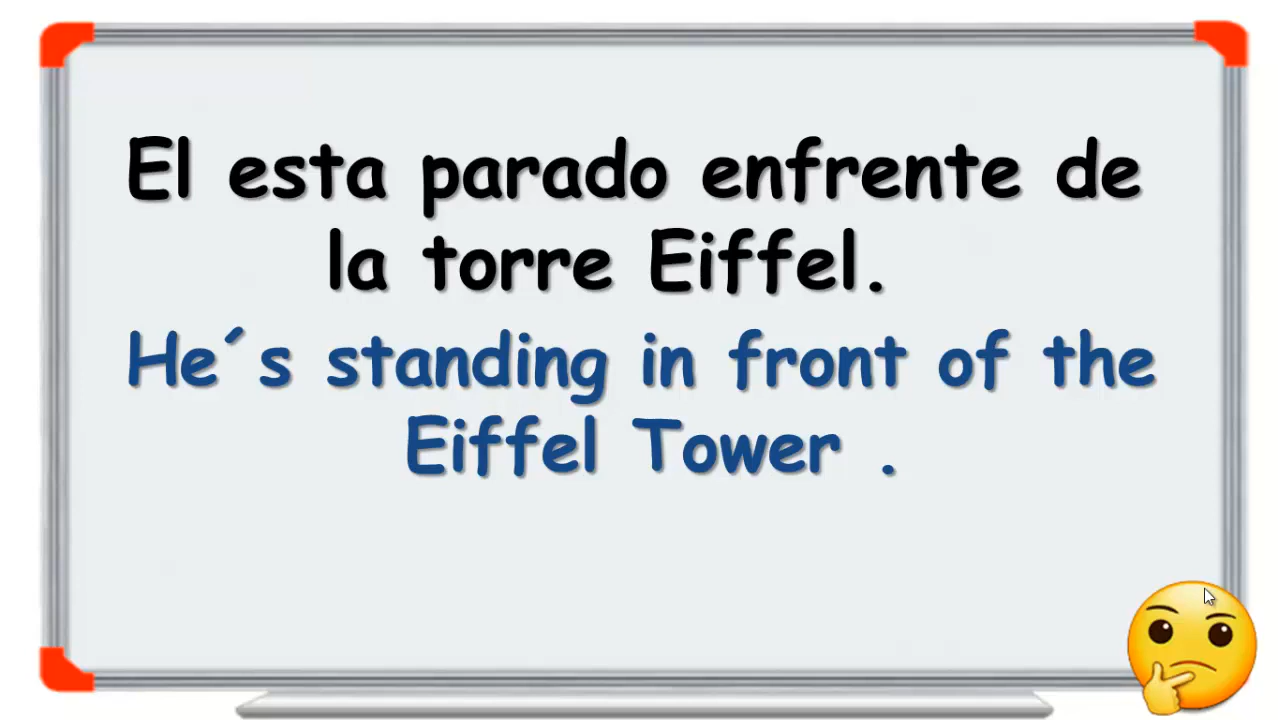 El esta parado enfrente de
la torre Eiffel.
He´s standing in front of the
Eiffel Tower .